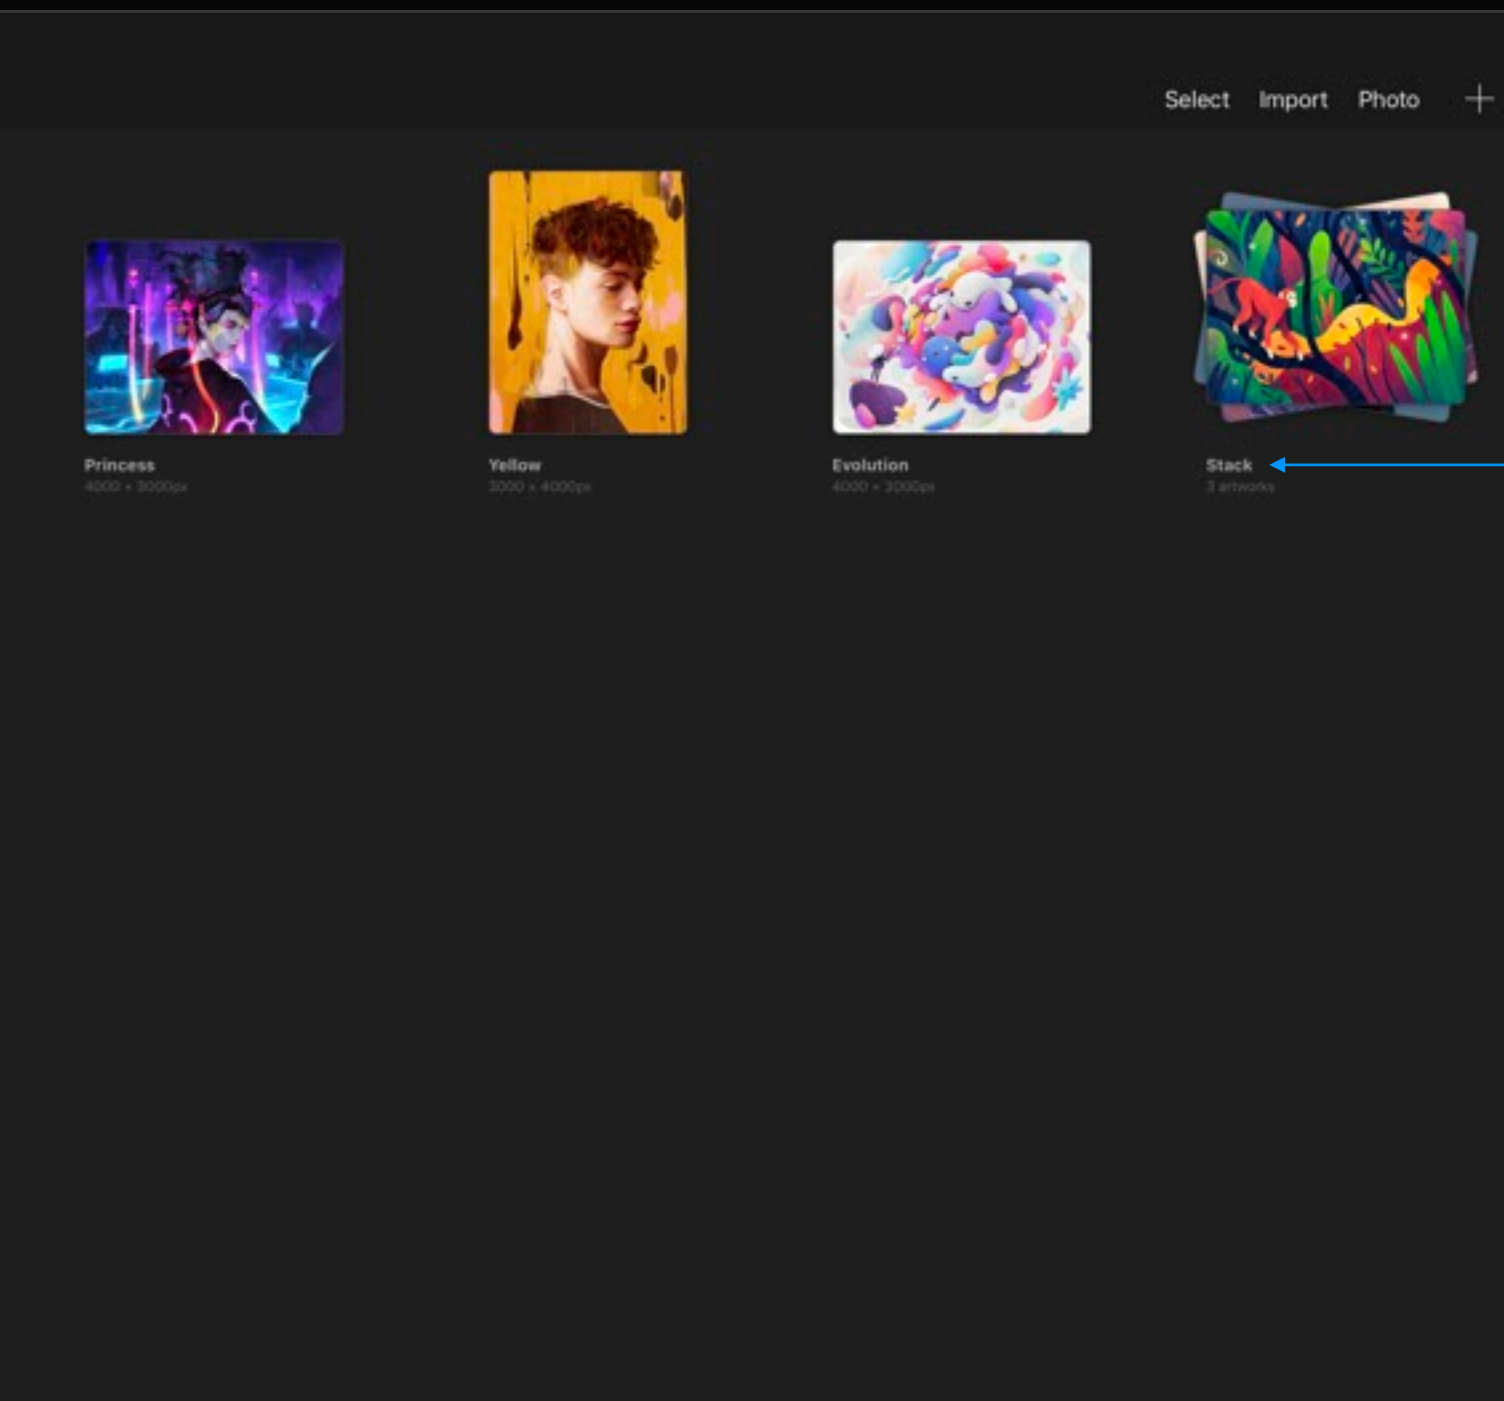 Select Import Photo
Princess
4000 × 3000px
Yellow
3000 × 4000px
Evolution
4000 × 3000px
Stack
3 artworks